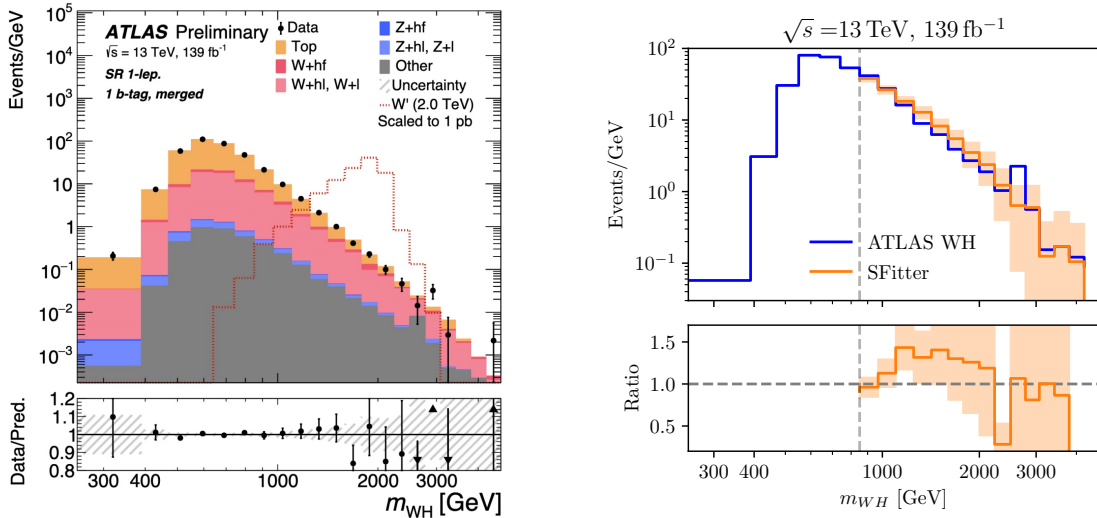 ATLAS Preliminary
√s = 13 TeV, 139 fb⁻¹
SR 1-lep.
1 b-tag, merged
Data
Top
W+hf
W+hl, W+l
Z+hf
Z+hl, Z+l
Other
Uncertainty
W' (2.0 TeV)
Scaled to 1 pb
Events/GeV
10⁵
10⁴
10³
10²
10
1
10⁻¹
10⁻²
10⁻³
Data/Pred.
1.2
1.1
1
0.9
0.8
300
1000
2000
3000
m_WH [GeV]
√s =13 TeV, 139 fb⁻¹
Events/GeV
10²
10¹
10⁰
10⁻¹
ATLAS WH
SFitter
Ratio
1.5
1.0
0.5
300
400
1000
2000
3000
m_WH [GeV]